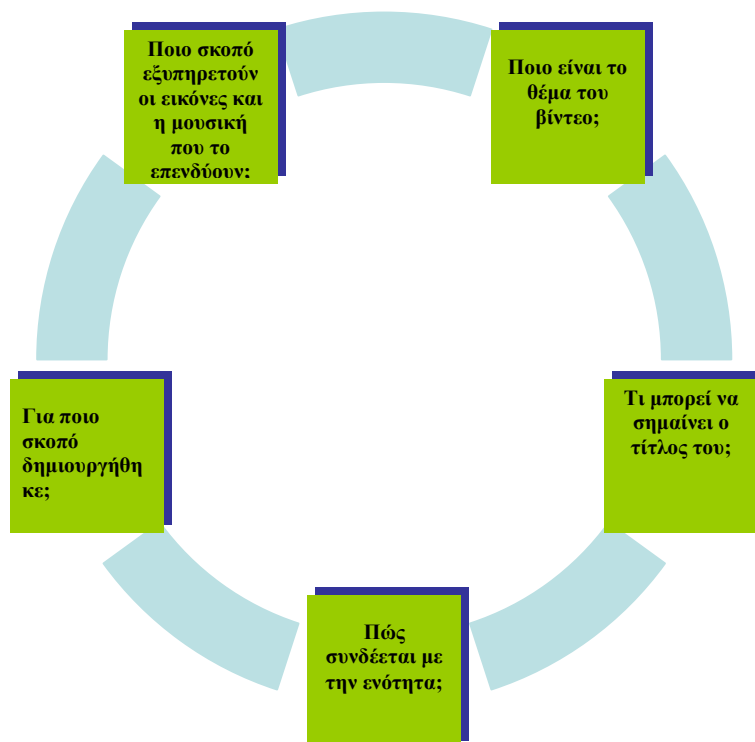 Ποιο σκοπό
εξυπηρετούν
οι εικόνες και
η μουσική
που το
επενδύουν;
Ποιο είναι το
θέμα του
βίντεο;
Τι μπορεί να
σημαίνει ο
τίτλος του;
Πώς
συνδέεται με
την ενότητα;
Για ποιο
σκοπό
δημιουργήθη
κε;